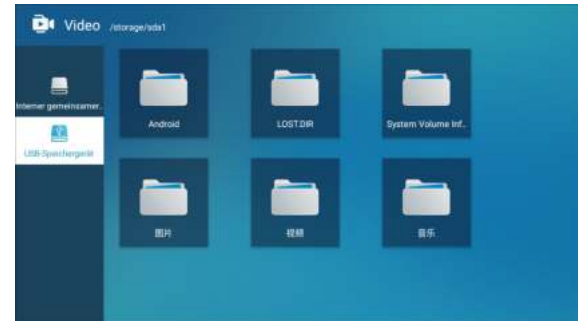 Video /storage/sda1
Interner gemeinsamer..
USB-Speichergerät
Android
LOST.DIR
System Volume Inf..
图片
视频
音乐